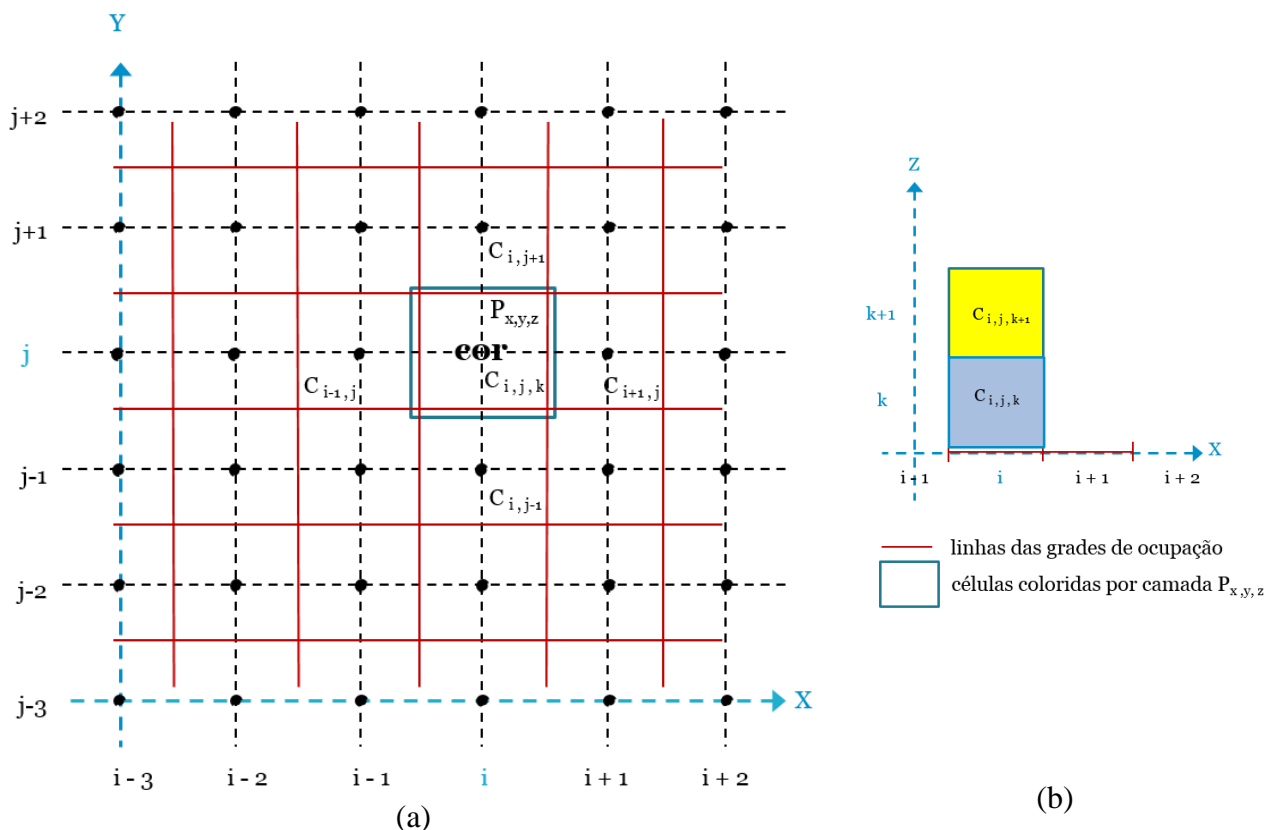 Y
j+2
j+1
C i, j+1
P x,y,z
j
cor
C i-1, j
C i, j, k
C i+1, j
j-1
C i, j-1
j-2
j-3
X
i - 3
i - 2
i - 1
i
i + 1
i + 2
(a)
Z
k+1
C i, j, k+1
k
C i, j, k
X
i - 1
i
i + 1
i + 2
linhas das grades de ocupação
células coloridas por camada P x, y, z
(b)